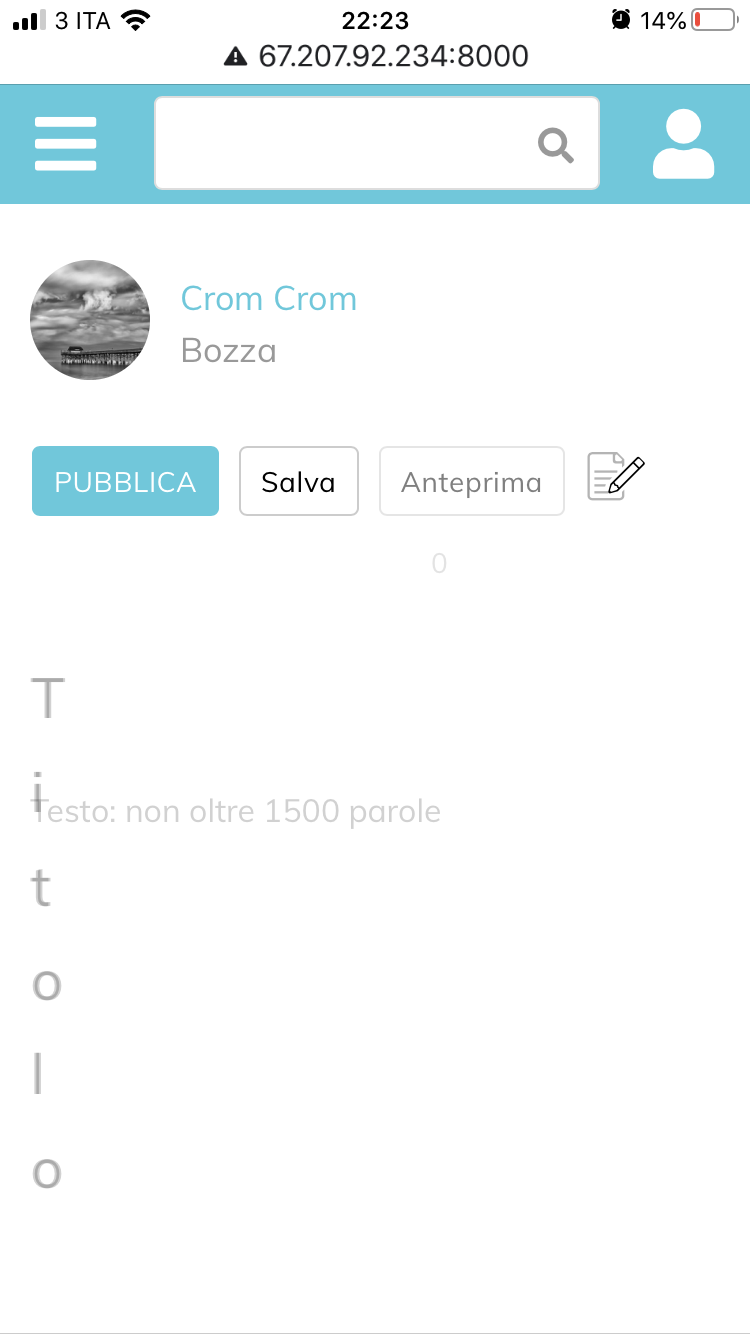 3 ITA 22:23 14%
67.207.92.234:8000
Crom Crom
Bozza
PUBBLICA Salva Anteprima
0
T
i
Testo: non oltre 1500 parole
t
o
l
o